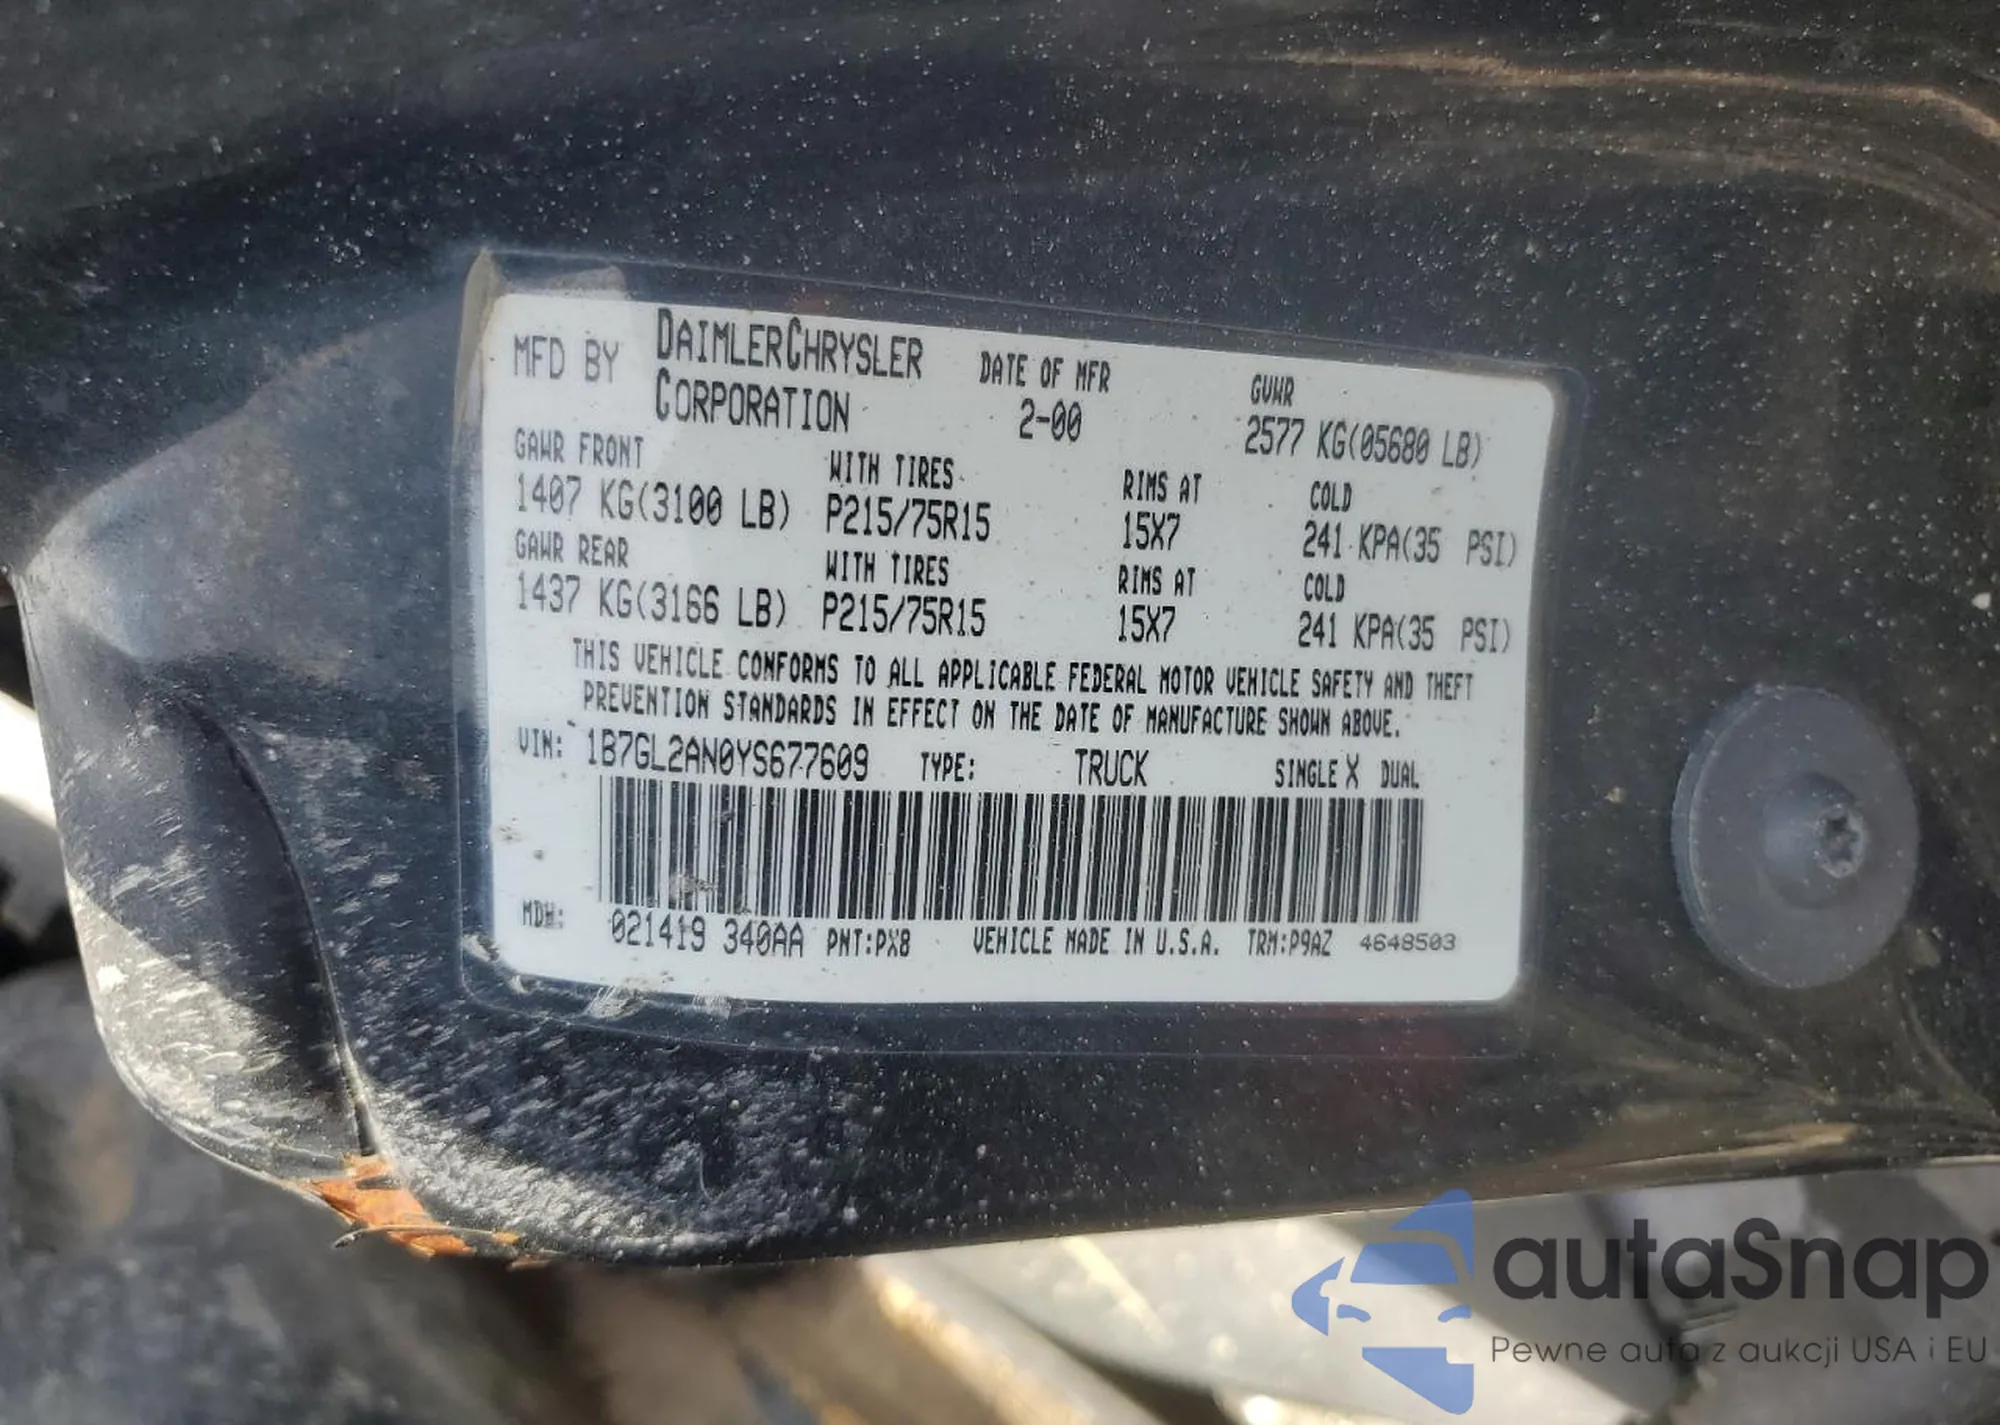 MFD BY DAIMLERCHRYSLER CORPORATION
DATE OF MFR
2-00
GVWR
2577 KG(05680 LB)
GAWR FRONT
WITH TIRES
RIMS AT
COLD
1407 KG(3100 LB)
P215/75R15
15X7
241 KPA(35 PSI)
GAWR REAR
WITH TIRES
RIMS AT
COLD
1437 KG(3166 LB)
P215/75R15
15X7
241 KPA(35 PSI)
THIS VEHICLE CONFORMS TO ALL APPLICABLE FEDERAL MOTOR VEHICLE SAFETY AND THEFT
PREVENTION STANDARDS IN EFFECT ON THE DATE OF MANUFACTURE SHOWN ABOVE.
VIN: 1B7GL2AN0YS677609 TYPE: TRUCK SINGLE X DUAL
MDH: 021419 340AA PNT:PX8 VEHICLE MADE IN U.S.A. TRM:P9AZ 4648503
autaSnap
Pewne auta z aukcji USA i EU